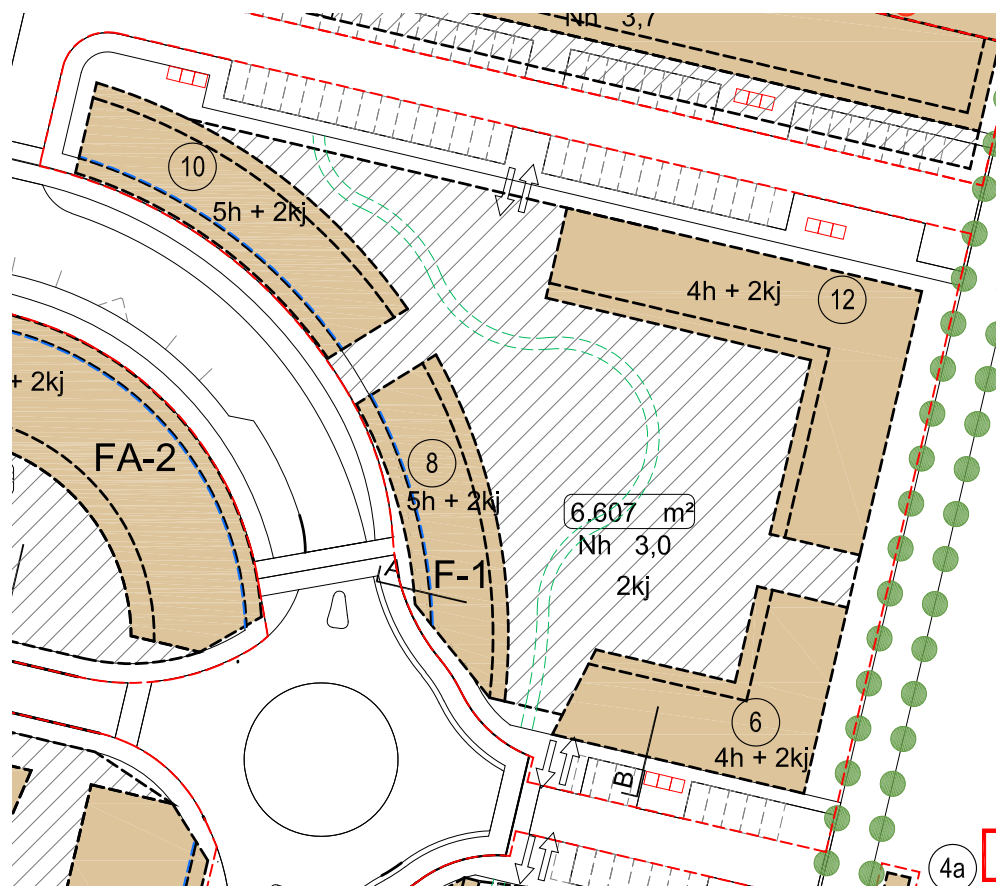 Nh 3,7
10
5h + 2kj
4h + 2kj
12
+ 2kj
FA-2
8
5h + 2kj
6.607 m²
Nh 3,0
A
F-1
2kj
6
4h + 2kj
B
4a